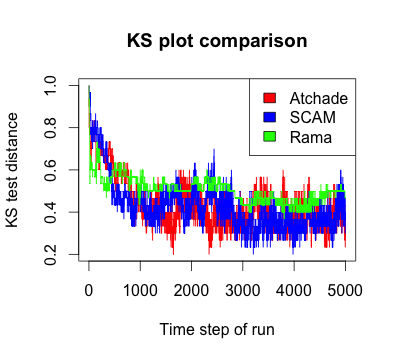 KS plot comparison
KS test distance
1.0
0.8
0.6
0.4
0.2
Atchade
SCAM
Rama
0 1000 2000 3000 4000 5000
Time step of run